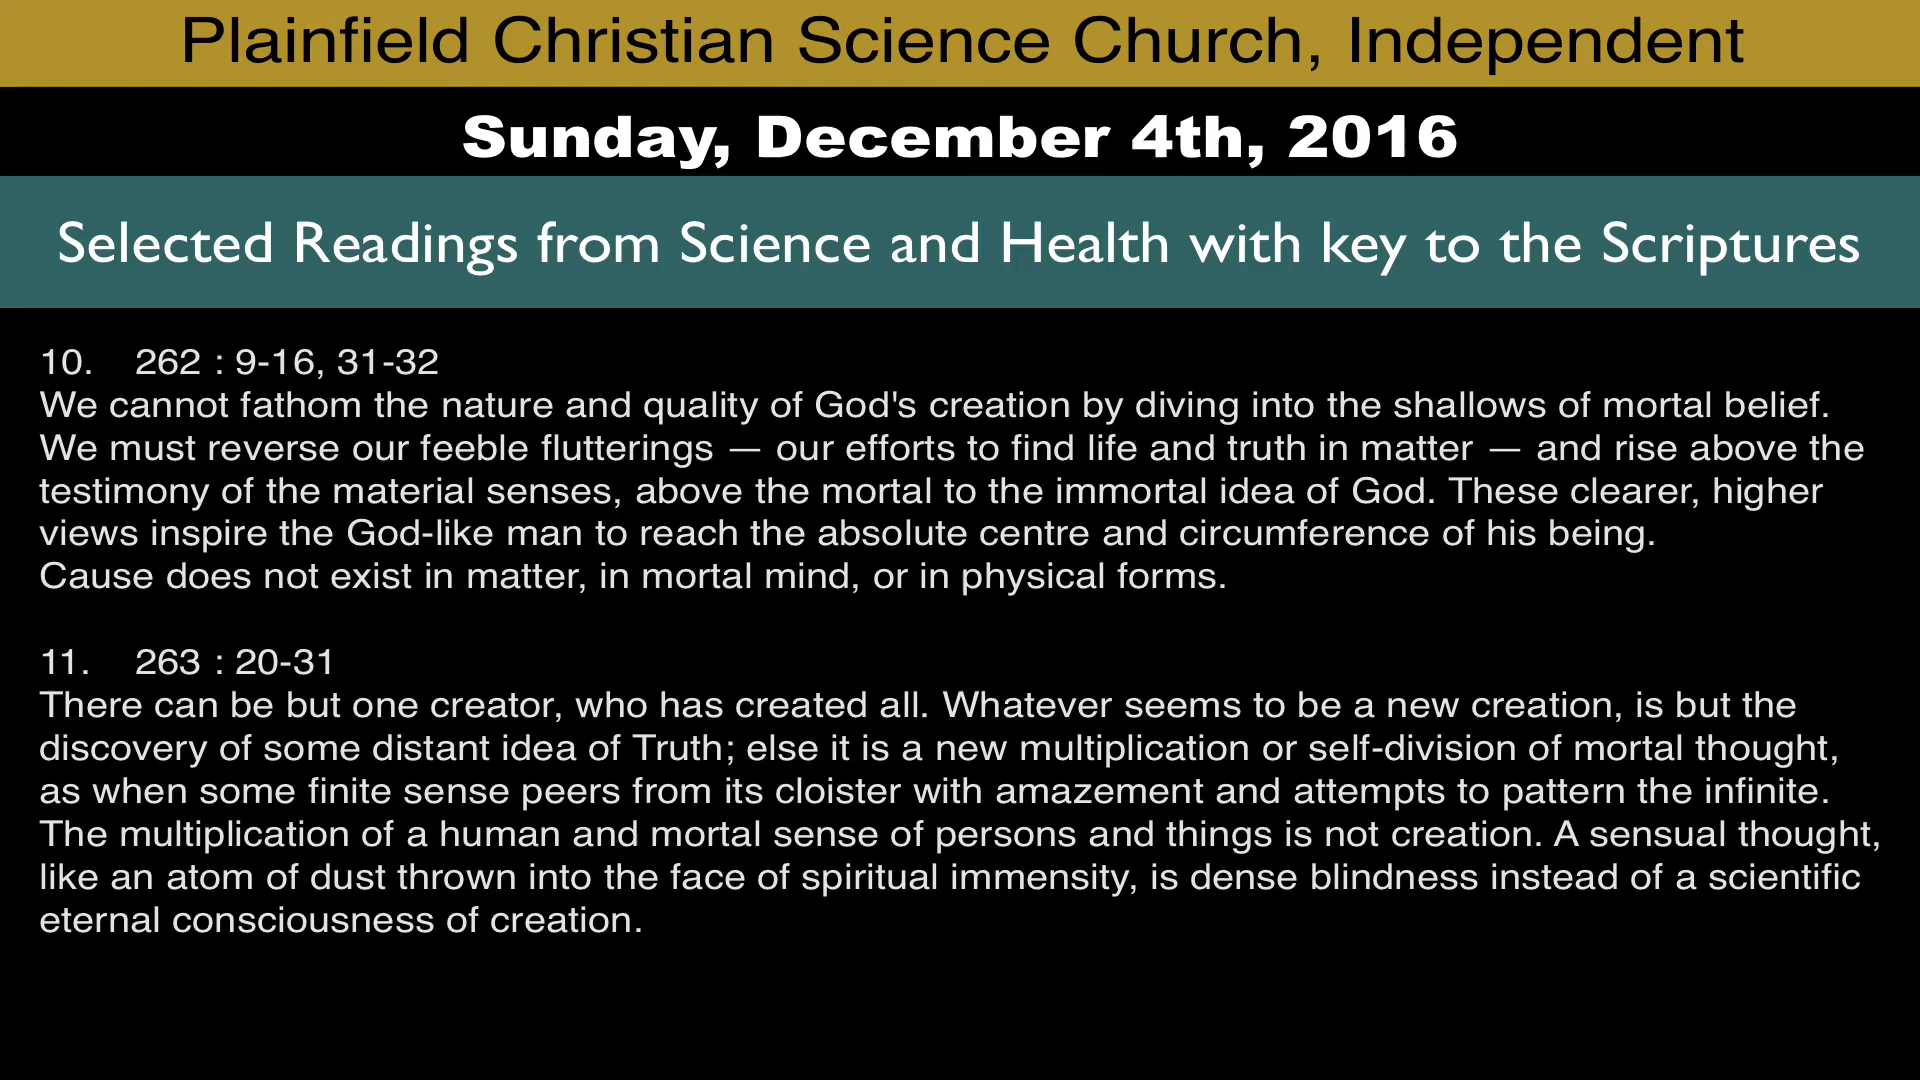 Plainfield Christian Science Church, Independent
Sunday, December 4th, 2016
Selected Readings from Science and Health with key to the Scriptures
10. 262 : 9-16, 31-32
We cannot fathom the nature and quality of God's creation by diving into the shallows of mortal belief.
We must reverse our feeble flutterings — our efforts to find life and truth in matter — and rise above the
testimony of the material senses, above the mortal to the immortal idea of God. These clearer, higher
views inspire the God-like man to reach the absolute centre and circumference of his being.
Cause does not exist in matter, in mortal mind, or in physical forms.
11. 263 : 20-31
There can be but one creator, who has created all. Whatever seems to be a new creation, is but the
discovery of some distant idea of Truth; else it is a new multiplication or self-division of mortal thought,
as when some finite sense peers from its cloister with amazement and attempts to pattern the infinite.
The multiplication of a human and mortal sense of persons and things is not creation. A sensual thought,
like an atom of dust thrown into the face of spiritual immensity, is dense blindness instead of a scientific
eternal consciousness of creation.